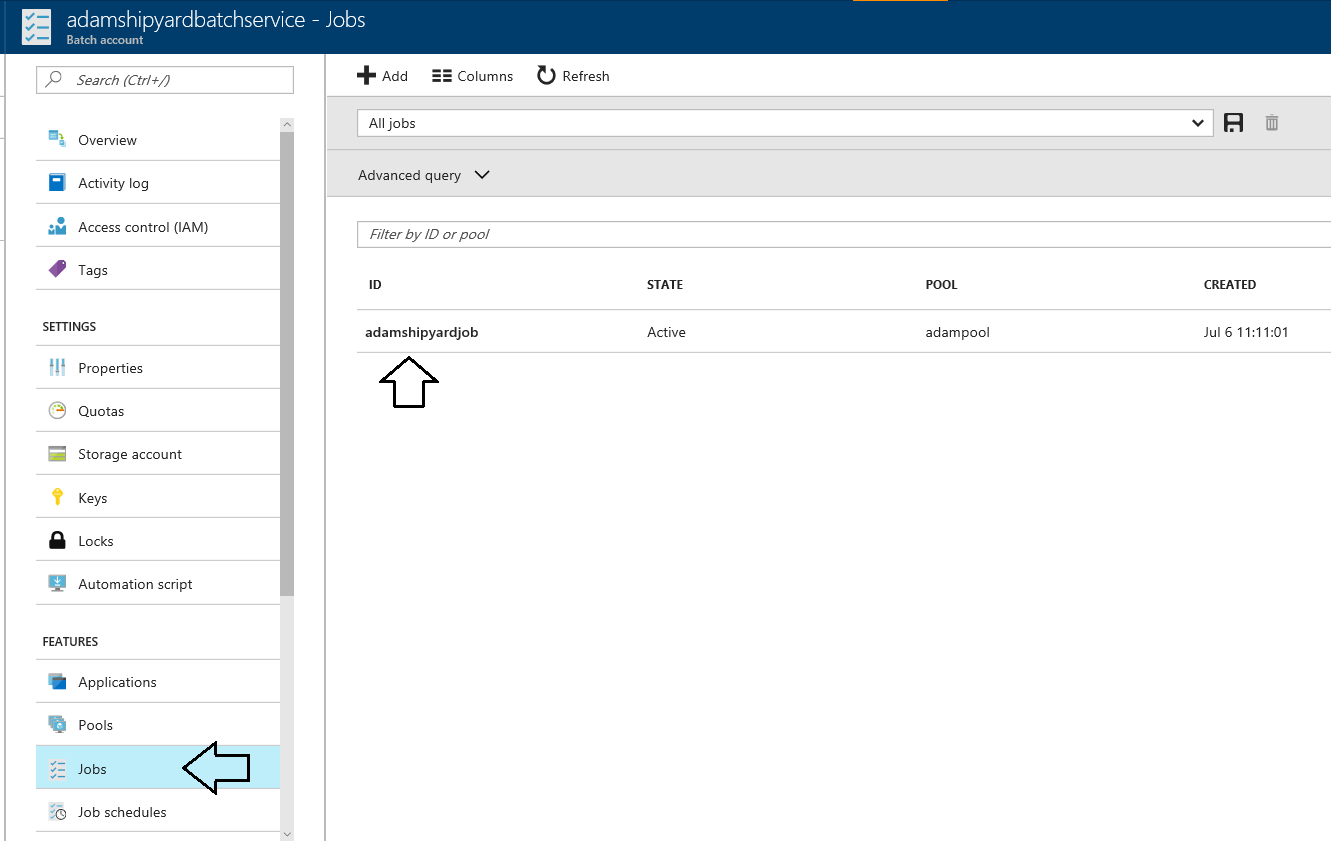 adamshipyardbatchservice - Jobs
Batch account
Search (Ctrl+/)
Overview
Activity log
Access control (IAM)
Tags
SETTINGS
Properties
Quotas
Storage account
Keys
Locks
Automation script
FEATURES
Applications
Pools
Jobs
Job schedules
Add Columns Refresh
All jobs
Advanced query
Filter by ID or pool
ID STATE POOL CREATED
adamshipyardjob Active adampool Jul 6 11:11:01